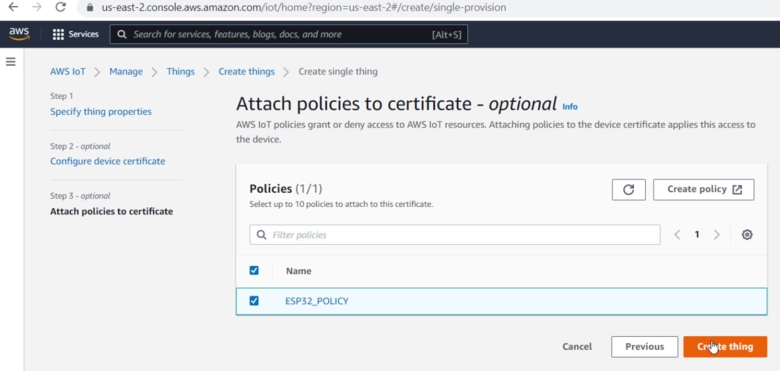 us-east-2.console.aws.amazon.com/iot/home?region=us-east-2#/create/single-provision
aws
Services
Search for services, features, blogs, docs, and more
[Alt+S]
AWS IoT > Manage > Things > Create things > Create single thing
Step 1
Specify thing properties
Step 2 - optional
Configure device certificate
Step 3 - optional
Attach policies to certificate
Attach policies to certificate - optional Info
AWS IoT policies grant or deny access to AWS IoT resources. Attaching policies to the device certificate applies this access to
the device.
Policies (1/1)
Select up to 10 policies to attach to this certificate.
Create policy
Filter policies
1
Name
ESP32_POLICY
Cancel
Previous
Create thing